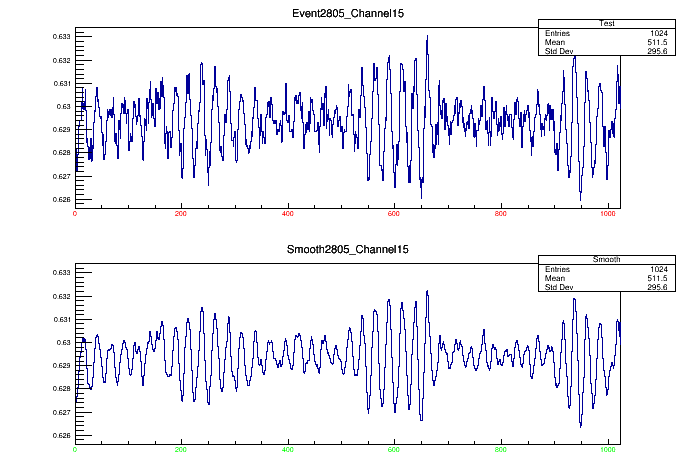 Event2805_Channel15
Test
Entries 1024
Mean 511.5
Std Dev 295.6
0.633
0.632
0.631
0.63
0.629
0.628
0.627
0.626
0 200 400 600 800 1000
Smooth2805_Channel15
Smooth
Entries 1024
Mean 511.5
Std Dev 295.6
0.633
0.632
0.631
0.63
0.629
0.628
0.627
0.626
0 200 400 600 800 1000